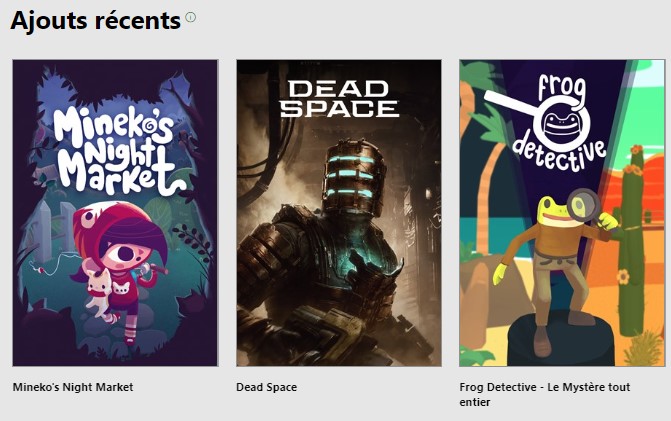 Ajouts récents
Mineko's
Night
Market
DEAD
SPACE
frog
detective
Mineko's Night Market
Dead Space
Frog Detective - Le Mystère tout
entier